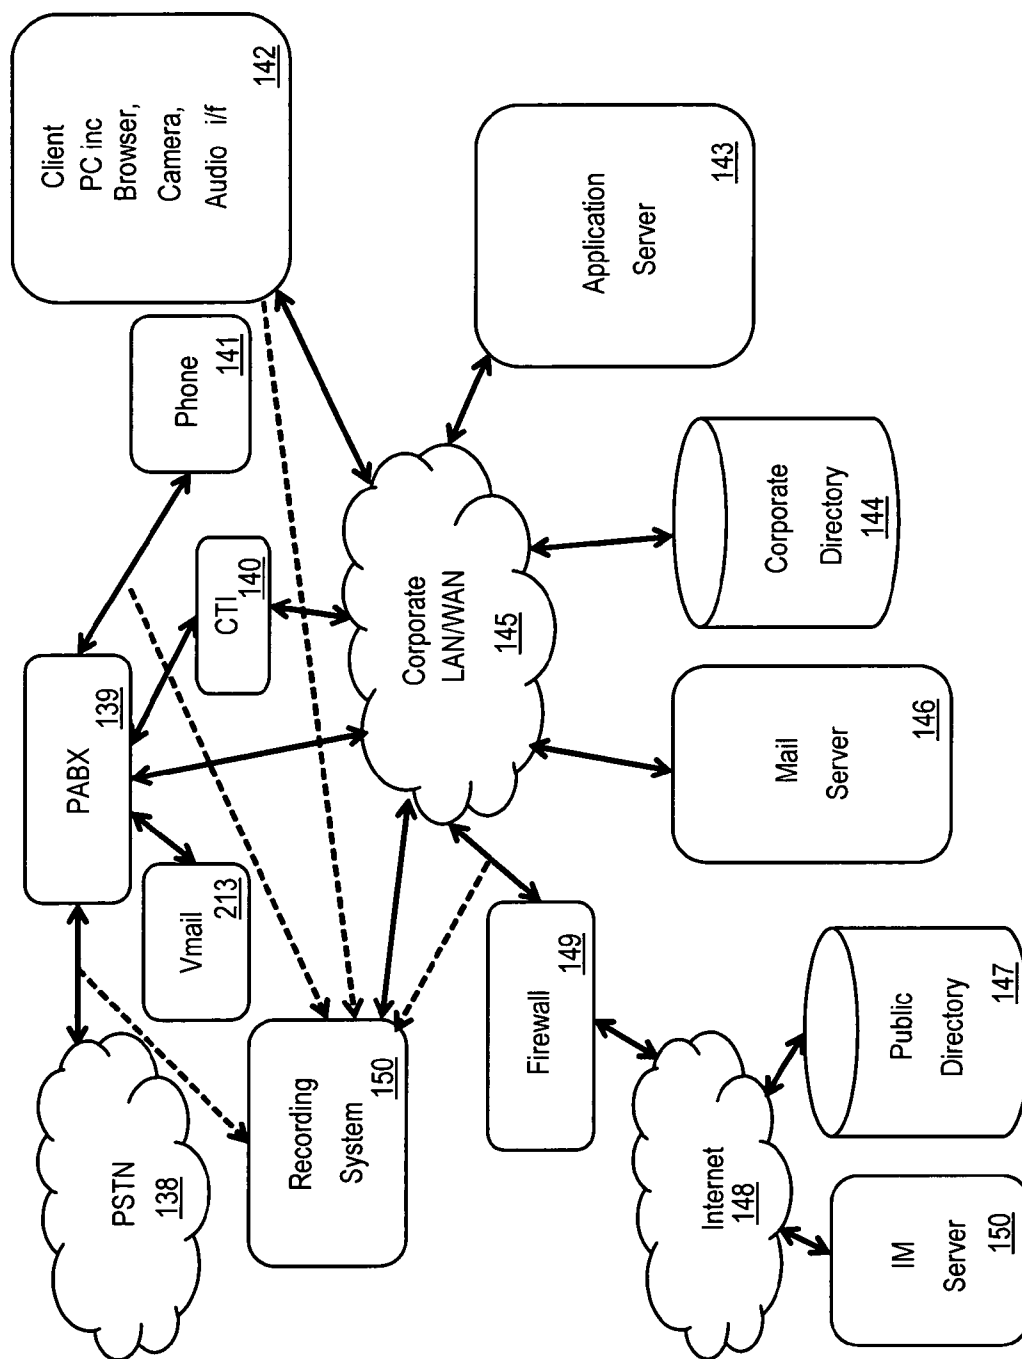 PSTN
138
PABX
139
Client
PC inc
Browser,
Camera,
Audio i/f
142
Vmail
213
CTI
140
Phone
141
Recording
System
150
Corporate
LAN/WAN
145
Application
Server
143
Firewall
149
Internet
148
Mail
Server
146
Corporate
Directory
144
IM
Server
150
Public
Directory
147